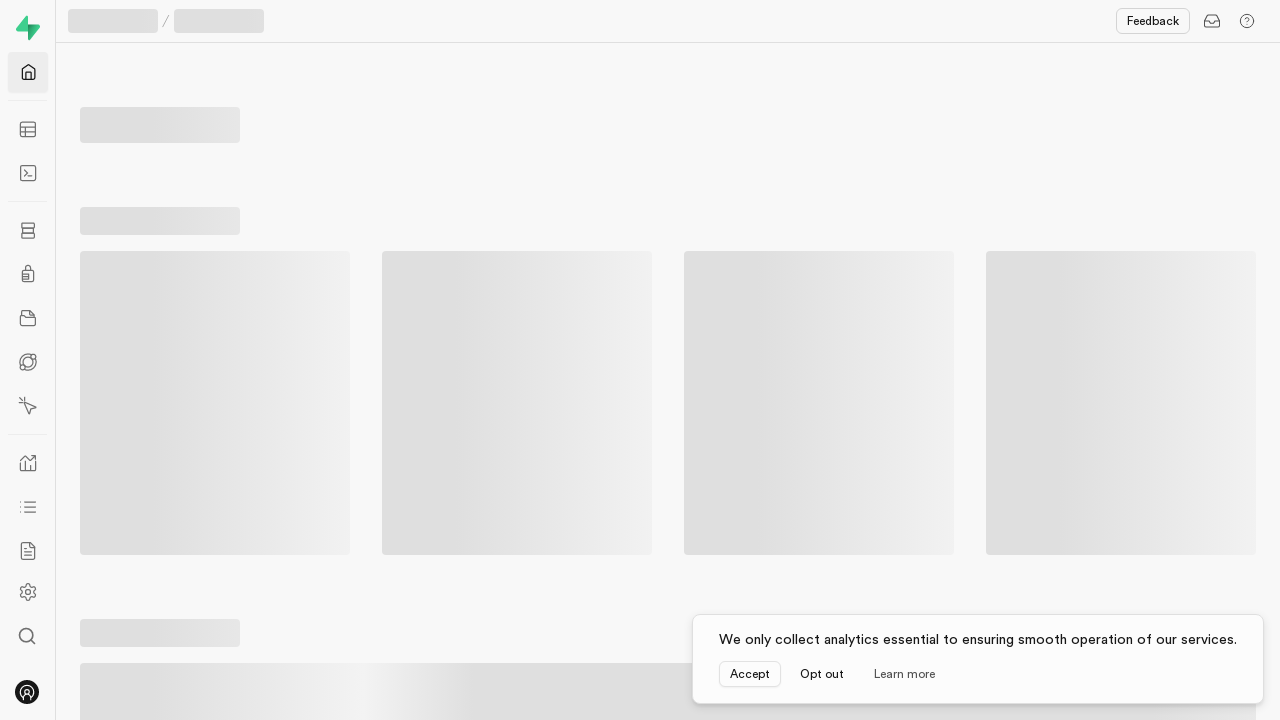 /
Feedback
We only collect analytics essential to ensuring smooth operation of our services.
Accept Opt out Learn more